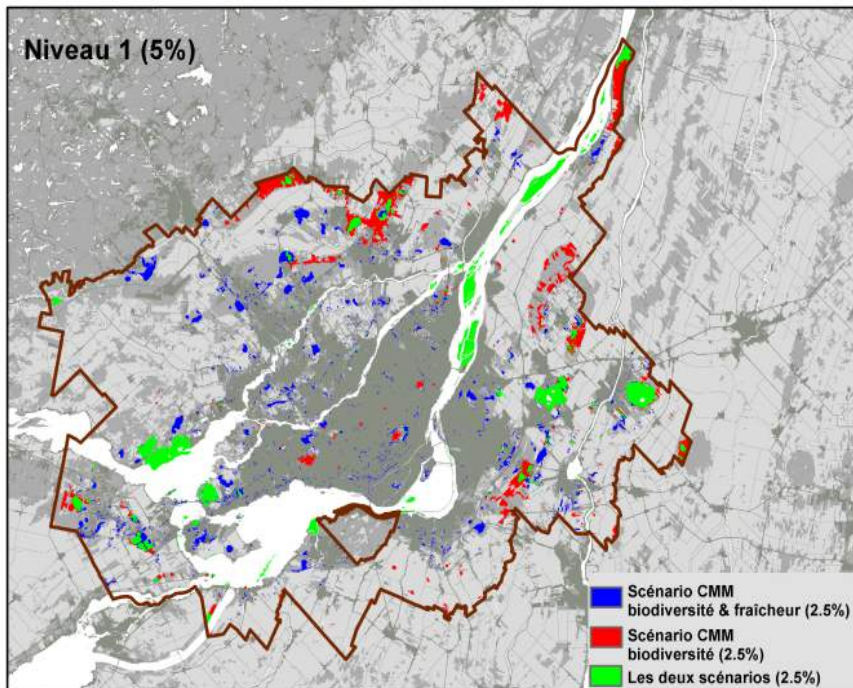 Niveau 1 (5%)
Scénario CMM
biodiversité & fraîcheur (2.5%)
Scénario CMM
biodiversité (2.5%)
Les deux scénarios (2.5%)